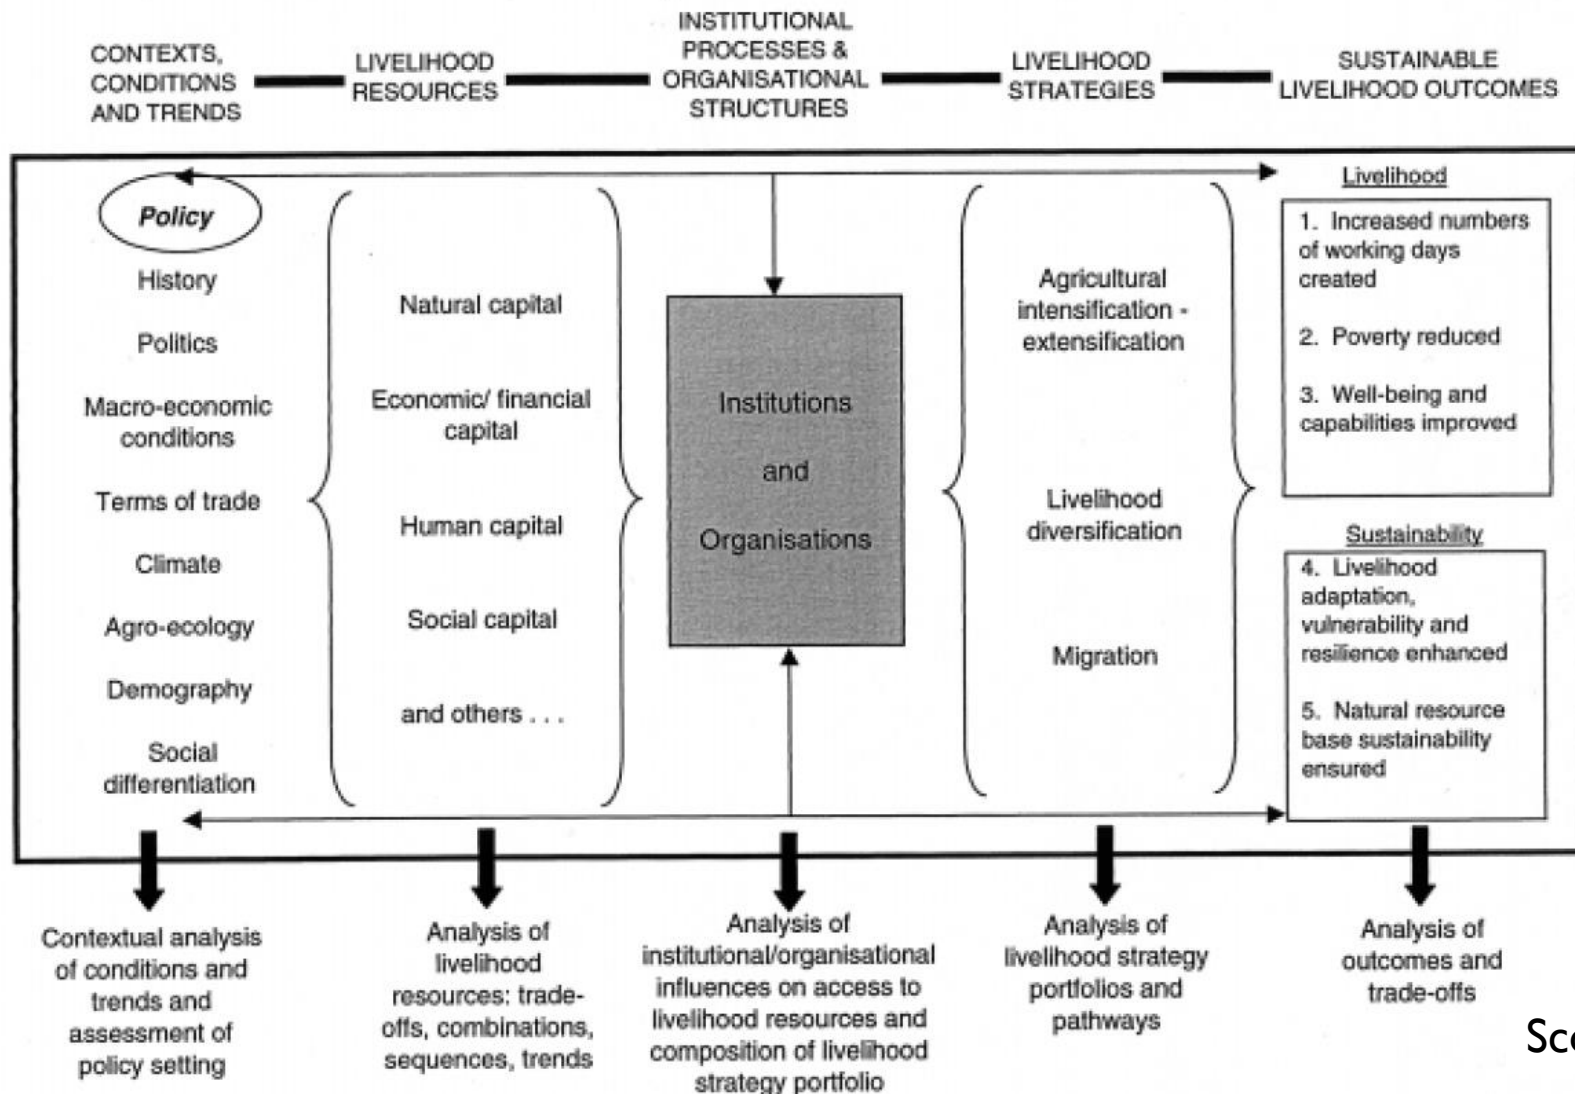 CONTEXTS,
CONDITIONS
AND TRENDS
LIVELIHOOD
RESOURCES
INSTITUTIONAL
PROCESSES &
ORGANISATIONAL
STRUCTURES
LIVELIHOOD
STRATEGIES
SUSTAINABLE
LIVELIHOOD OUTCOMES
Policy
History
Politics
Macro-economic
conditions
Terms of trade
Climate
Agro-ecology
Demography
Social
differentiation
Natural capital
Economic/ financial
capital
Human capital
Social capital
and others . . .
Institutions
and
Organisations
Agricultural
intensification -
extensification
Livelihood
diversification
Migration
Livelihood
1. Increased numbers
of working days
created
2. Poverty reduced
3. Well-being and
capabilities improved
Sustainability
4. Livelihood
adaptation,
vulnerability and
resilience enhanced
5. Natural resource
base sustainability
ensured
Contextual analysis
of conditions and
trends and
assessment of
policy setting
Analysis of
livelihood
resources: trade-
offs, combinations,
sequences, trends
Analysis of
institutional/organisational
influences on access to
livelihood resources and
composition of livelihood
strategy portfolio
Analysis of
livelihood strategy
portfolios and
pathways
Analysis of
outcomes and
trade-offs